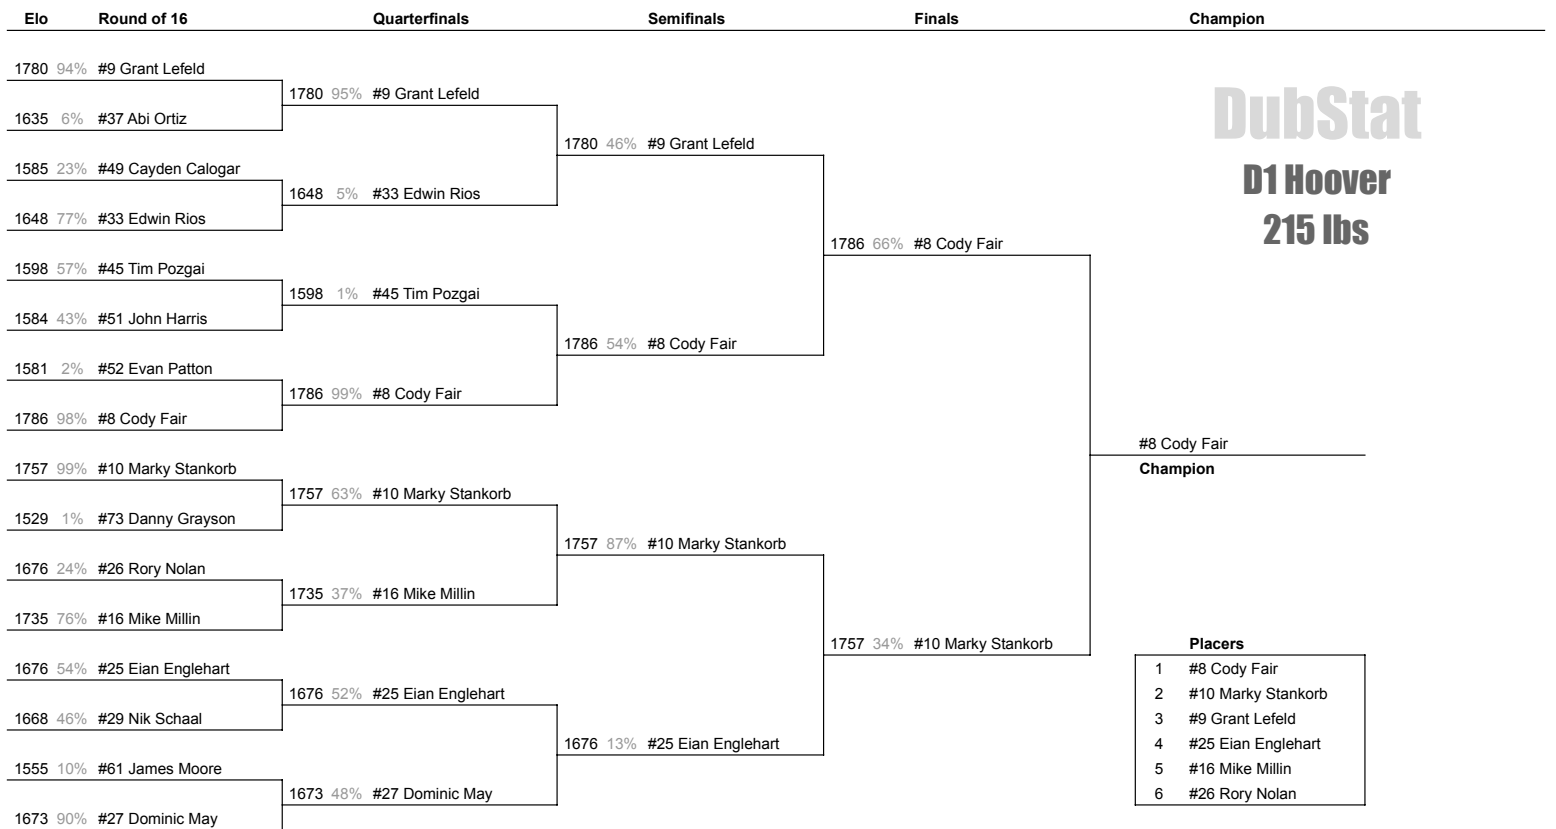 Elo Round of 16 Quarterfinals Semifinals Finals Champion
1780 94% #9 Grant Lefeld
1780 95% #9 Grant Lefeld
1635 6% #37 Abi Ortiz
DubStat
1780 46% #9 Grant Lefeld
1585 23% #49 Cayden Calogar
D1 Hoover
1648 5% #33 Edwin Rios
1648 77% #33 Edwin Rios
215 lbs
1786 66% #8 Cody Fair
1598 57% #45 Tim Pozgai
1598 1% #45 Tim Pozgai
1584 43% #51 John Harris
1786 54% #8 Cody Fair
1581 2% #52 Evan Patton
1786 99% #8 Cody Fair
1786 98% #8 Cody Fair
#8 Cody Fair
Champion
1757 99% #10 Marky Stankorb
1757 63% #10 Marky Stankorb
1529 1% #73 Danny Grayson
1757 87% #10 Marky Stankorb
1676 24% #26 Rory Nolan
1735 37% #16 Mike Millin
1735 76% #16 Mike Millin
1757 34% #10 Marky Stankorb
Placers
1676 54% #25 Eian Englehart
1 #8 Cody Fair
1676 52% #25 Eian Englehart
2 #10 Marky Stankorb
1668 46% #29 Nik Schaal
3 #9 Grant Lefeld
1676 13% #25 Eian Englehart
4 #25 Eian Englehart
1555 10% #61 James Moore
5 #16 Mike Millin
1673 48% #27 Dominic May
6 #26 Rory Nolan
1673 90% #27 Dominic May